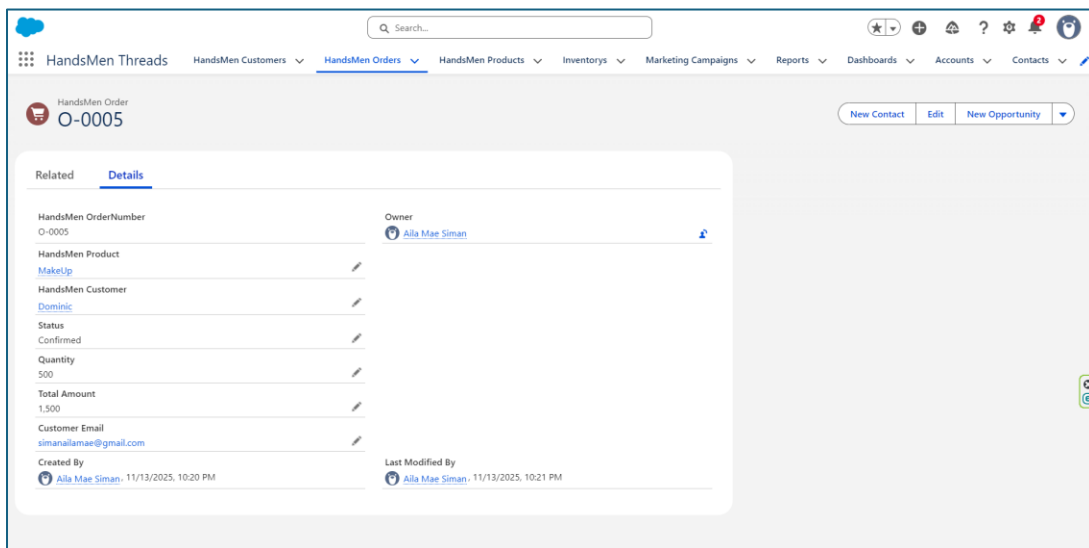 Search...
2
HandsMen Threads HandsMen Customers HandsMen Orders HandsMen Products Inventorys Marketing Campaigns Reports Dashboards Accounts Contacts
HandsMen Order
O-0005
New Contact Edit New Opportunity
Related Details
HandsMen OrderNumber
O-0005
Owner
Aila Mae Siman
HandsMen Product
MakeUp
HandsMen Customer
Dominic
Status
Confirmed
Quantity
500
Total Amount
1,500
Customer Email
simanailamae@gmail.com
Created By
Aila Mae Siman, 11/13/2025, 10:20 PM
Last Modified By
Aila Mae Siman, 11/13/2025, 10:21 PM